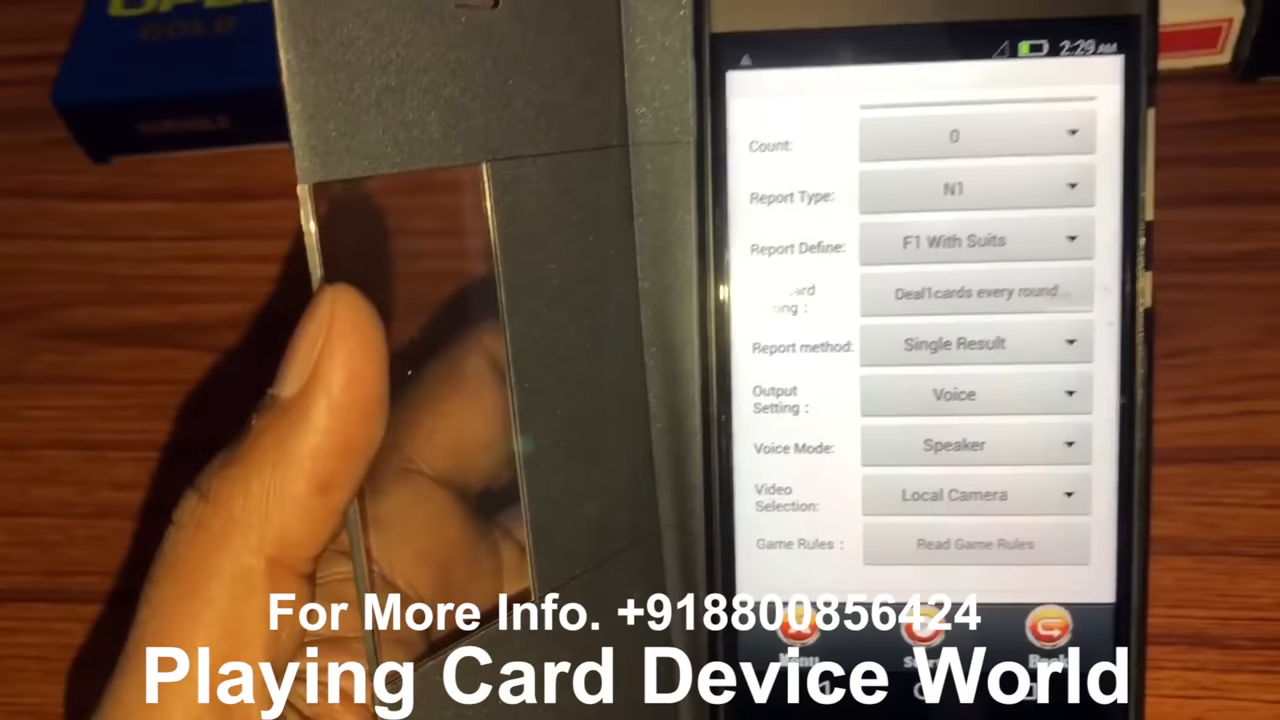 GOLD
2:29 AM
Count:
0
Report Type:
N1
Report Define:
F1 With Suits
Deal1cards every round...
Report method:
Single Result
Output
Setting :
Voice
Voice Mode:
Speaker
Video
Selection:
Local Camera
Game Rules :
Read Game Rules
For More Info. +918800856424
Playing Card Device World